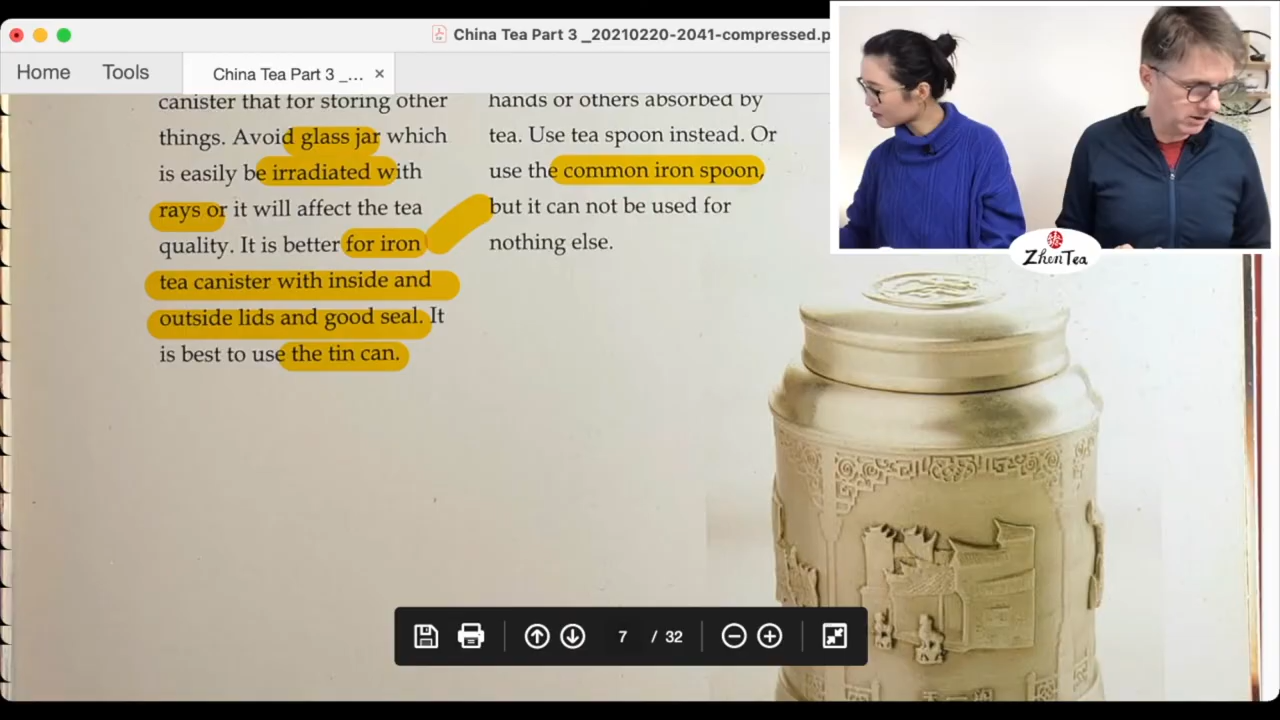 China Tea Part 3 _20210220-2041-compressed.p
Home
Tools
China Tea Part 3 _...
canister that for storing other
things. Avoid glass jar which
is easily be irradiated with
rays or it will affect the tea
quality. It is better for iron
tea canister with inside and
outside lids and good seal. It
is best to use the tin can.
hands or others absorbed by
tea. Use tea spoon instead. Or
use the common iron spoon,
but it can not be used for
nothing else.
ZhenTea
7 / 32